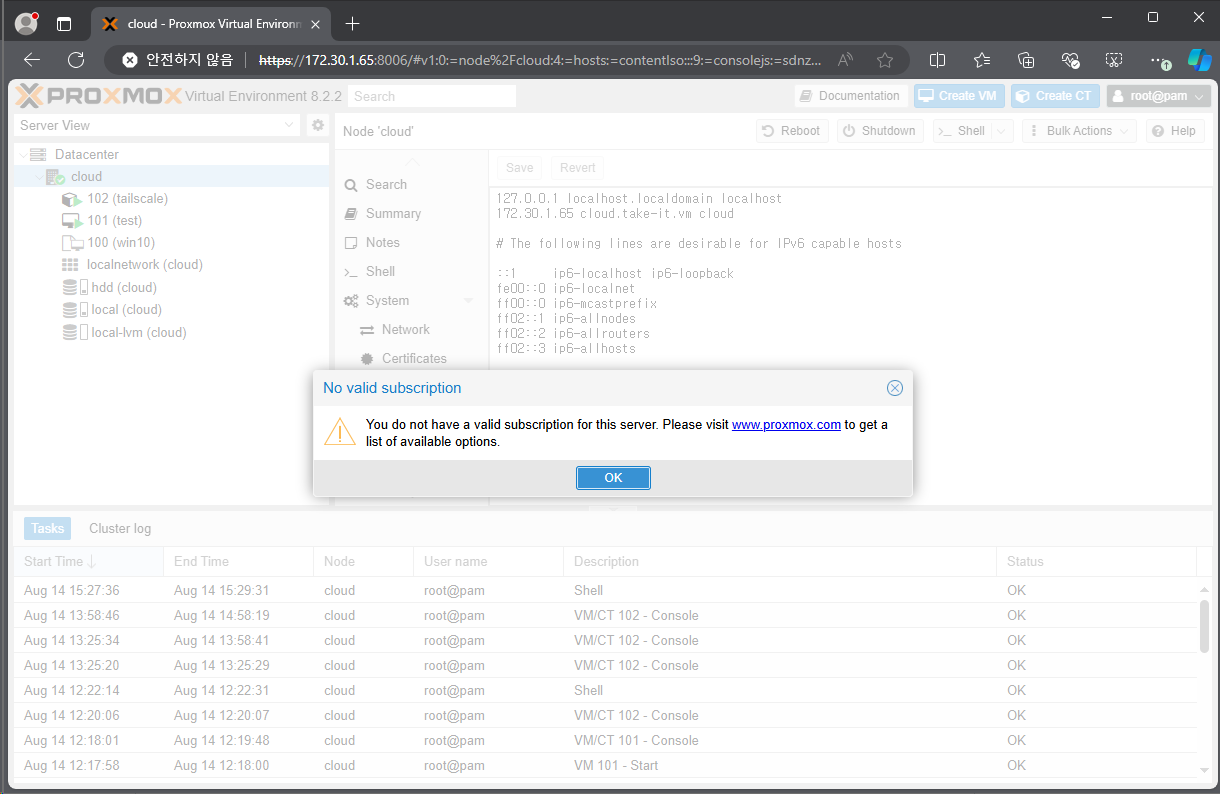 cloud - Proxmox Virtual Environm
안전하지 않음 https://172.30.1.65:8006/#v1:0:=node%2Fcloud:4:=hosts:=contentIso:::9:=consolejs:=sdnz...
PROXMOX Virtual Environment 8.2.2 Search Documentation Create VM Create CT root@pam
Server View
Node 'cloud' Reboot Shutdown >_ Shell Bulk Actions Help
Datacenter
cloud
102 (tailscale)
101 (test)
100 (win10)
localnetwork (cloud)
hdd (cloud)
local (cloud)
local-lvm (cloud)
Search
Summary
Notes
>_ Shell
System
Network
Certificates
Save Revert
127.0.0.1 localhost.localdomain localhost
172.30.1.65 cloud.take-it.vm cloud
# The following lines are desirable for IPv6 capable hosts
::1 ip6-localhost ip6-loopback
fe00::0 ip6-localnet
ff00::0 ip6-mcastprefix
ff02::1 ip6-allnodes
ff02::2 ip6-allrouters
ff02::3 ip6-allhosts
No valid subscription
You do not have a valid subscription for this server. Please visit www.proxmox.com to get a
list of available options.
OK
Tasks Cluster log
Start Time End Time Node User name Description Status
Aug 14 15:27:36 Aug 14 15:29:31 cloud root@pam Shell OK
Aug 14 13:58:46 Aug 14 14:58:19 cloud root@pam VM/CT 102 - Console OK
Aug 14 13:25:34 Aug 14 13:58:41 cloud root@pam VM/CT 102 - Console OK
Aug 14 13:25:20 Aug 14 13:25:29 cloud root@pam VM/CT 102 - Console OK
Aug 14 12:22:14 Aug 14 12:22:31 cloud root@pam Shell OK
Aug 14 12:20:06 Aug 14 12:20:07 cloud root@pam VM/CT 102 - Console OK
Aug 14 12:18:01 Aug 14 12:19:48 cloud root@pam VM/CT 101 - Console OK
Aug 14 12:17:58 Aug 14 12:18:00 cloud root@pam VM 101 - Start OK